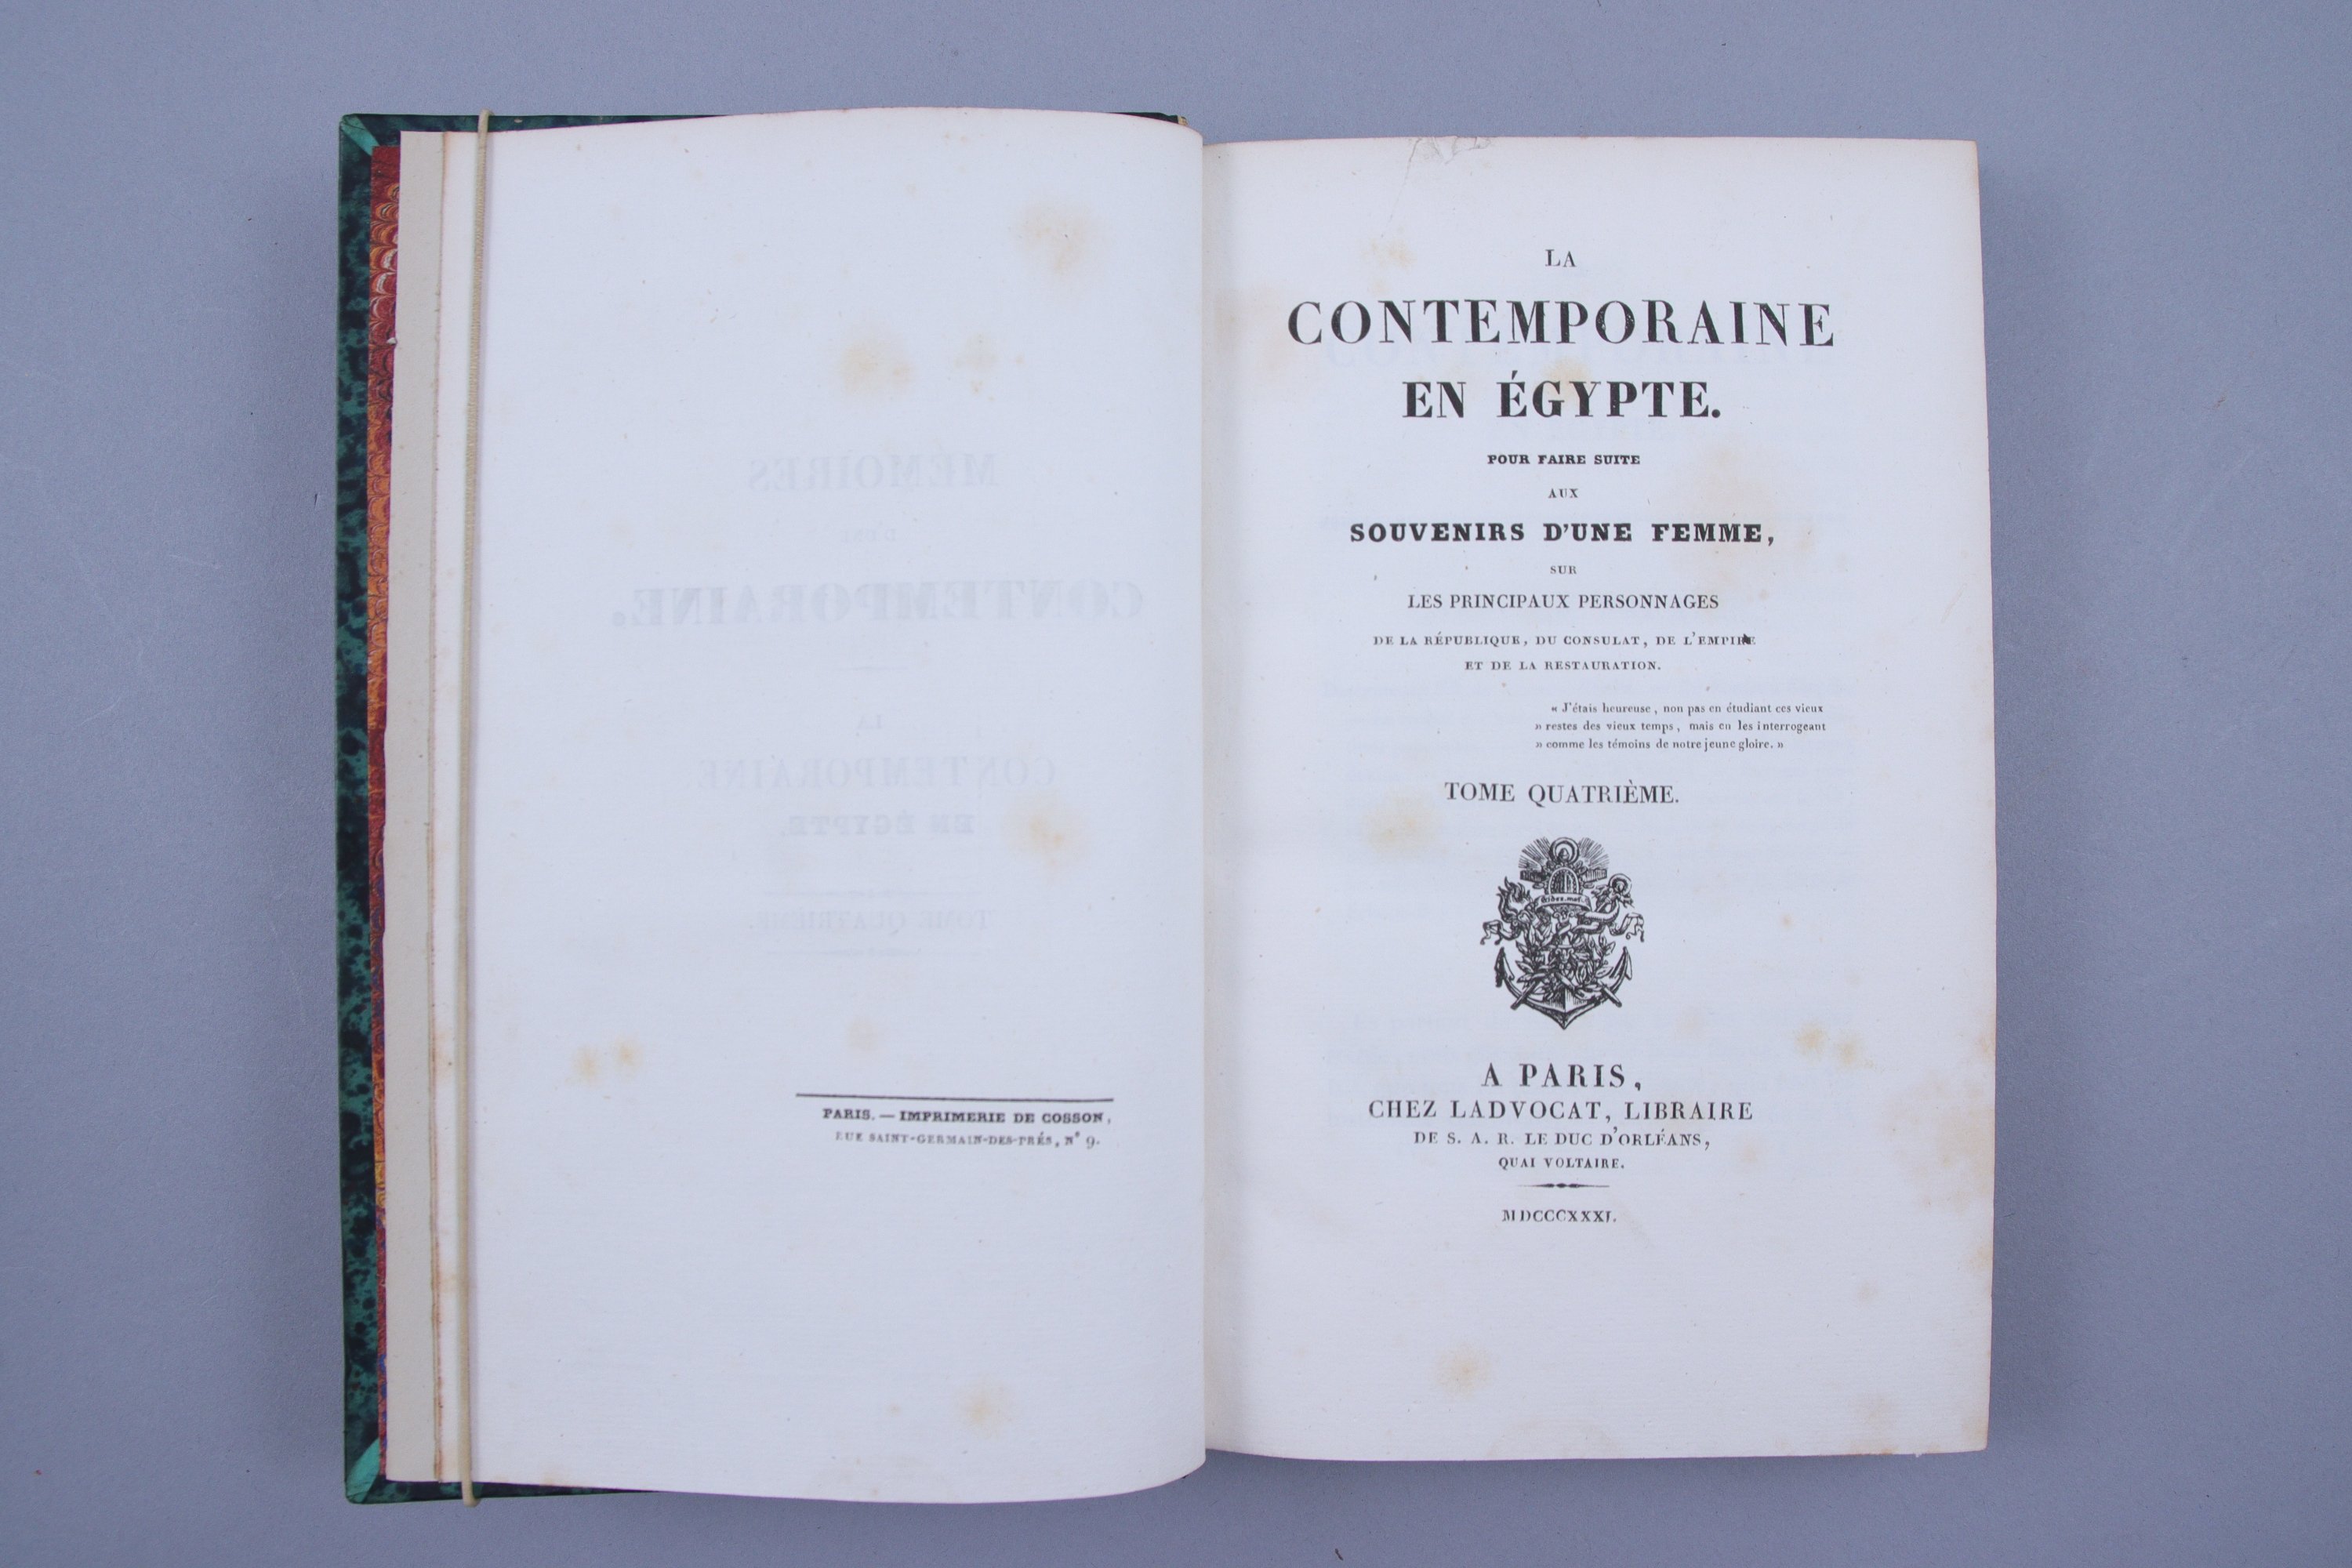 PARIS. — IMPRIMERIE DE COSSON,
RUE SAINT-GERMAIN-DES-PRÉS, N° 9.
LA
CONTEMPORAINE
EN ÉGYPTE.
POUR FAIRE SUITE
AUX
SOUVENIRS D'UNE FEMME,
SUR
LES PRINCIPAUX PERSONNAGES
DE LA RÉPUBLIQUE, DU CONSULAT, DE L'EMPIRE
ET DE LA RESTAURATION.
« J'étais heureuse, non pas en étudiant ces vieux
» restes des vieux temps, mais en les interrogeant
» comme les témoins de notre jeune gloire. »
TOME QUATRIÈME.
A PARIS,
CHEZ LADVOCAT, LIBRAIRE
DE S. A. R. LE DUC D'ORLÉANS,
QUAI VOLTAIRE.
MDCCCXXXI.